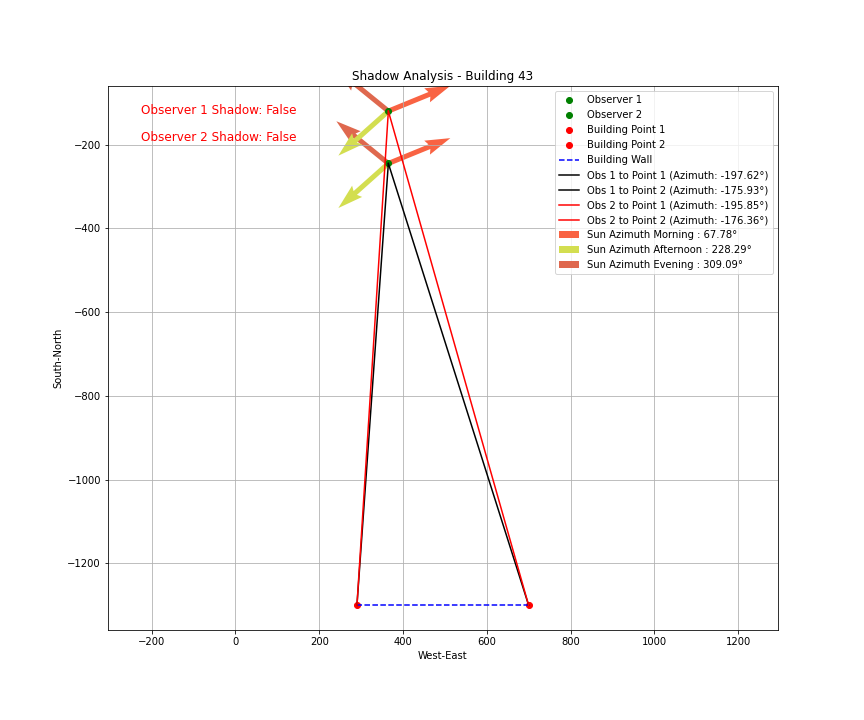 Shadow Analysis - Building 43
Observer 1 Shadow: False
Observer 2 Shadow: False
Observer 1
Observer 2
Building Point 1
Building Point 2
Building Wall
Obs 1 to Point 1 (Azimuth: -197.62°)
Obs 1 to Point 2 (Azimuth: -175.93°)
Obs 2 to Point 1 (Azimuth: -195.85°)
Obs 2 to Point 2 (Azimuth: -176.36°)
Sun Azimuth Morning : 67.78°
Sun Azimuth Afternoon : 228.29°
Sun Azimuth Evening : 309.09°
−200
−400
−600
−800
−1000
−1200
South-North
−200
0
200
400
600
800
1000
1200
West-East